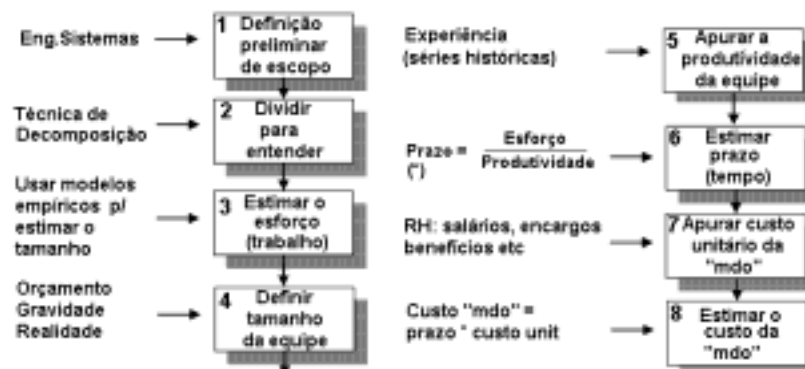 Eng.Sistemas
1 Definição
preliminar
de escopo
Técnica de
Decomposição
2 Dividir
para
entender
Usar modelos
empíricos p/
estimar o
tamanho
3 Estimar o
esforço
(trabalho)
Orçamento
Gravidade
Realidade
4 Definir
tamanho
da equipe
Experiência
(séries históricas)
5 Apurar a
produtividade
da equipe
Prazo = Esforço
(*) Produtividade
6 Estimar
prazo
(tempo)
RH: salários, encargos
benefícios etc
7 Apurar custo
unitário da
"mdo"
Custo "mdo" =
prazo * custo unit
8 Estimar o
custo da
"mdo"